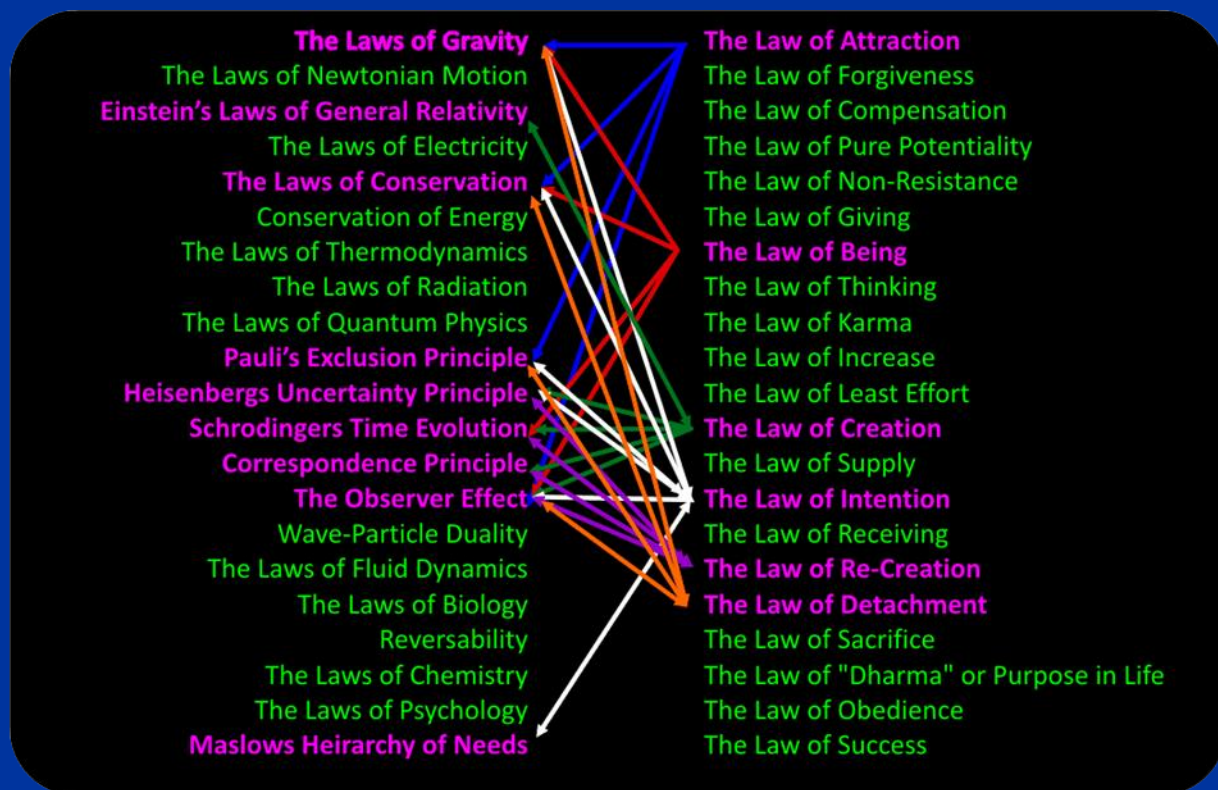 The Laws of Gravity
The Laws of Newtonian Motion
Einstein's Laws of General Relativity
The Laws of Electricity
The Laws of Conservation
Conservation of Energy
The Laws of Thermodynamics
The Laws of Radiation
The Laws of Quantum Physics
Pauli's Exclusion Principle
Heisenbergs Uncertainty Principle
Schrodingers Time Evolution
Correspondence Principle
The Observer Effect
Wave-Particle Duality
The Laws of Fluid Dynamics
The Laws of Biology
Reversability
The Laws of Chemistry
The Laws of Psychology
Maslows Heirarchy of Needs
The Law of Attraction
The Law of Forgiveness
The Law of Compensation
The Law of Pure Potentiality
The Law of Non-Resistance
The Law of Giving
The Law of Being
The Law of Thinking
The Law of Karma
The Law of Increase
The Law of Least Effort
The Law of Creation
The Law of Supply
The Law of Intention
The Law of Receiving
The Law of Re-Creation
The Law of Detachment
The Law of Sacrifice
The Law of "Dharma" or Purpose in Life
The Law of Obedience
The Law of Success